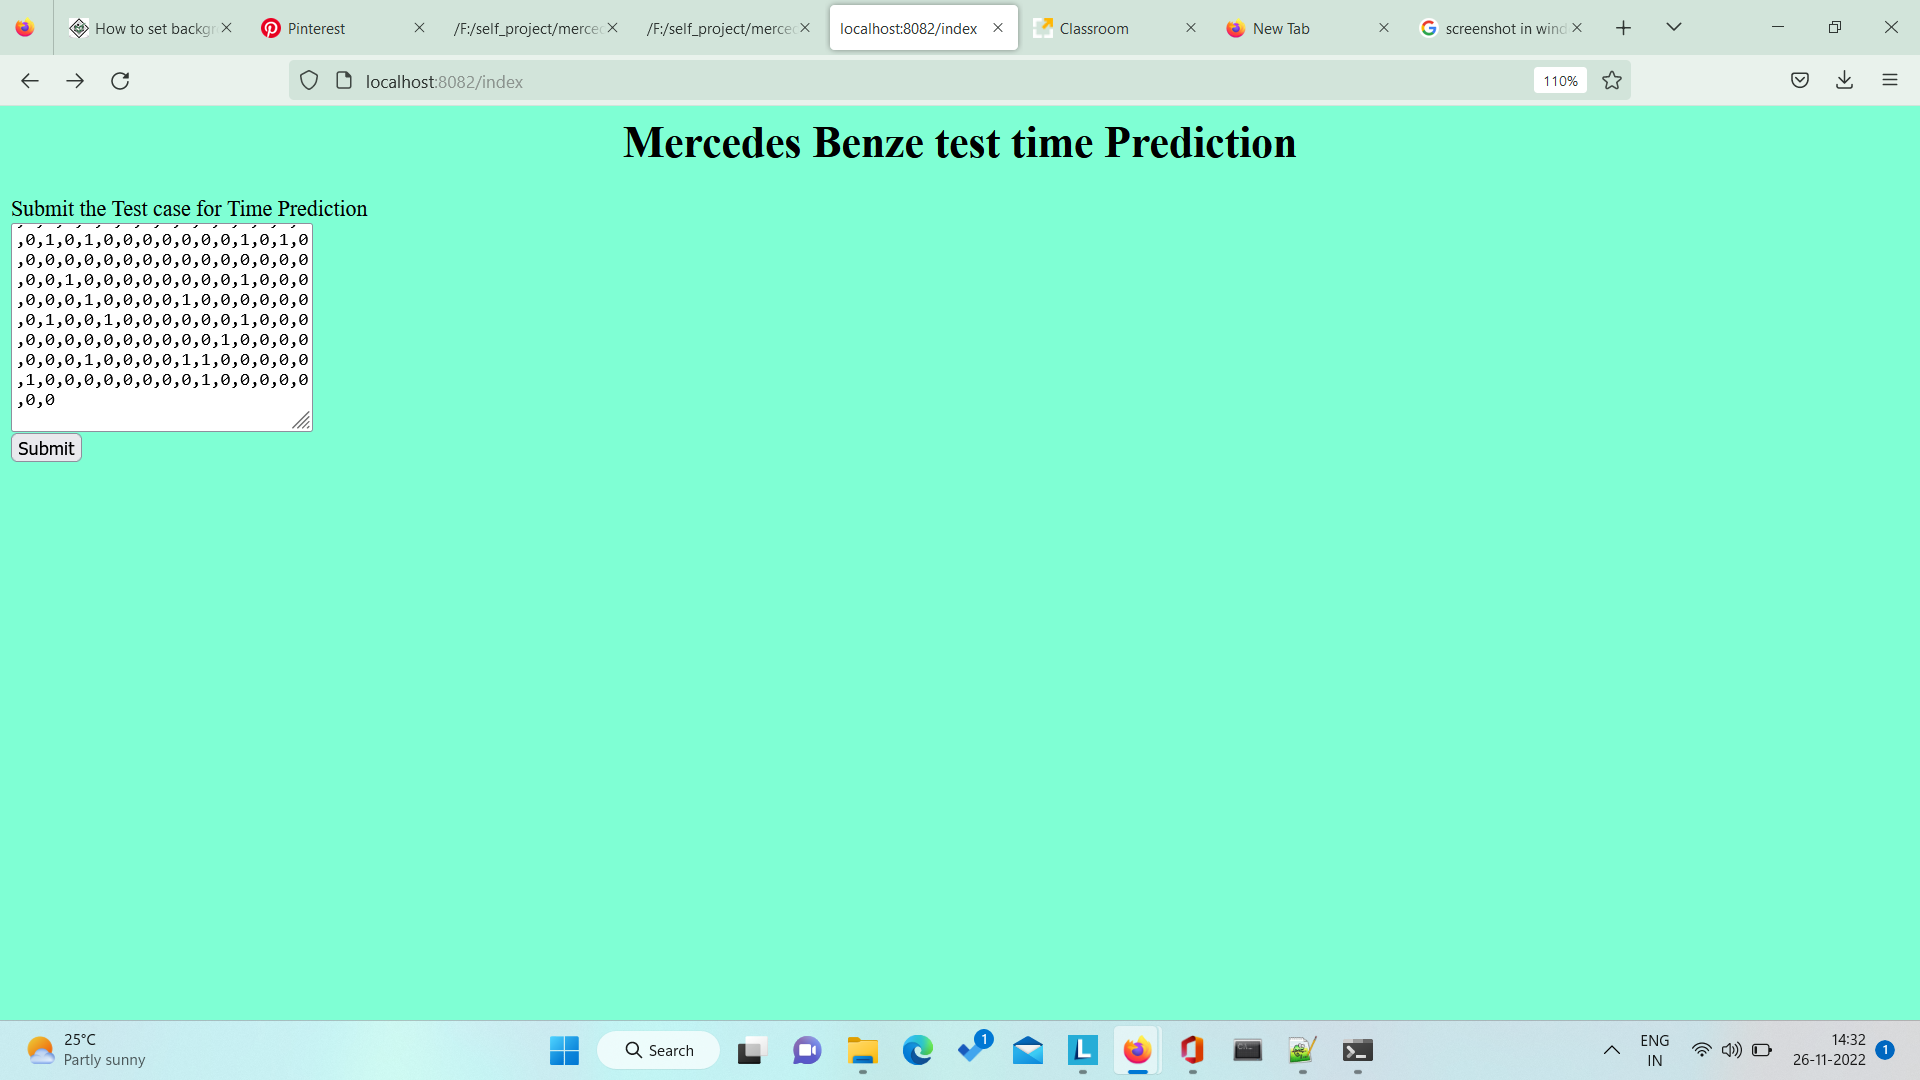 How to set backgr
Pinterest
/F:/self_project/merced
/F:/self_project/merced
localhost:8082/index
Classroom
New Tab
screenshot in wind
localhost:8082/index
110%
Mercedes Benze test time Prediction
Submit the Test case for Time Prediction
,0,1,0,1,0,0,0,0,0,0,0,1,0,1,0
,0,0,0,0,0,0,0,0,0,0,0,0,0,0,0
,0,0,1,0,0,0,0,0,0,0,0,1,0,0,0
,0,0,0,1,0,0,0,0,1,0,0,0,0,0,0
,0,1,0,0,1,0,0,0,0,0,0,1,0,0,0
,0,0,0,0,0,0,0,0,0,0,1,0,0,0,0
,0,0,0,1,0,0,0,0,1,1,0,0,0,0,0
,1,0,0,0,0,0,0,0,0,1,0,0,0,0,0
,0,0
Submit
25°C
Partly sunny
Search
1
ENG
IN
14:32
26-11-2022
1